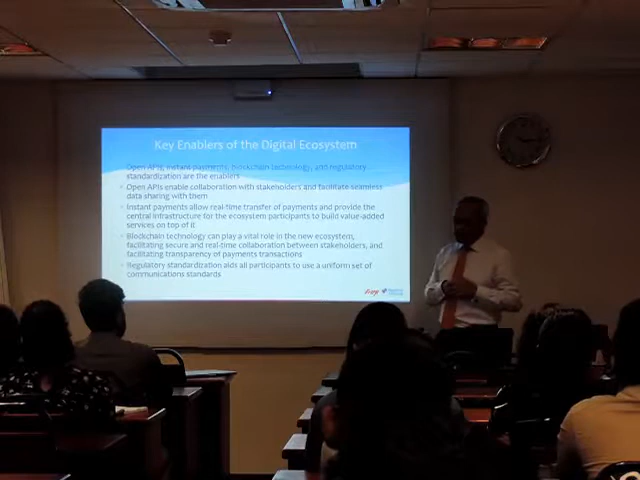 Key Enablers of the Digital Ecosystem
Open APIs, instant payments, blockchain technology, and regulatory
standardization are the enablers
Open APIs enable collaboration with stakeholders and facilitate seamless
data sharing with them
Instant payments allow real-time transfer of payments and provide the
central infrastructure for the ecosystem participants to build value-added
services on top of it
Blockchain technology can play a vital role in the new ecosystem,
facilitating secure and real-time collaboration between stakeholders, and
facilitating transparency of payments transactions
Regulatory standardization aids all participants to use a uniform set of
communications standards